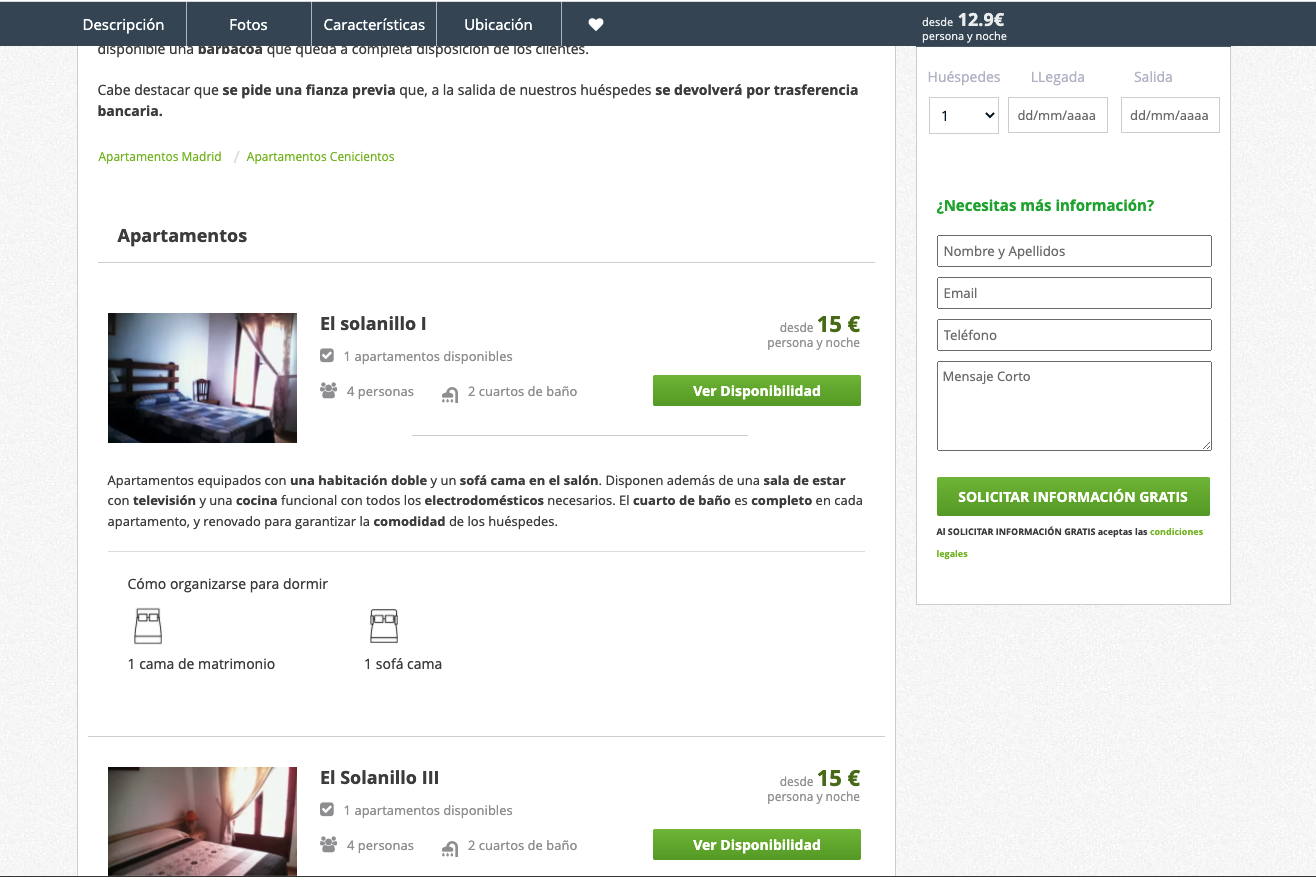 Descripción
Fotos
Características
Ubicación
desde 12.9€
persona y noche
disponible una barbacoa que queda a completa disposición de los clientes.
Cabe destacar que se pide una fianza previa que, a la salida de nuestros huéspedes se devolverá por trasferencia
bancaria.
Apartamentos Madrid / Apartamentos Cenicientos
Apartamentos
El solanillo I
desde 15 €
persona y noche
1 apartamentos disponibles
4 personas
2 cuartos de baño
Ver Disponibilidad
Apartamentos equipados con una habitación doble y un sofá cama en el salón. Disponen además de una sala de estar
con televisión y una cocina funcional con todos los electrodomésticos necesarios. El cuarto de baño es completo en cada
apartamento, y renovado para garantizar la comodidad de los huéspedes.
Cómo organizarse para dormir
1 cama de matrimonio
1 sofá cama
El Solanillo III
desde 15 €
persona y noche
1 apartamentos disponibles
4 personas
2 cuartos de baño
Ver Disponibilidad
Huéspedes
LLegada
Salida
1
dd/mm/aaaa
dd/mm/aaaa
¿Necesitas más información?
Nombre y Apellidos
Email
Teléfono
Mensaje Corto
SOLICITAR INFORMACIÓN GRATIS
Al SOLICITAR INFORMACIÓN GRATIS aceptas las condiciones
legales